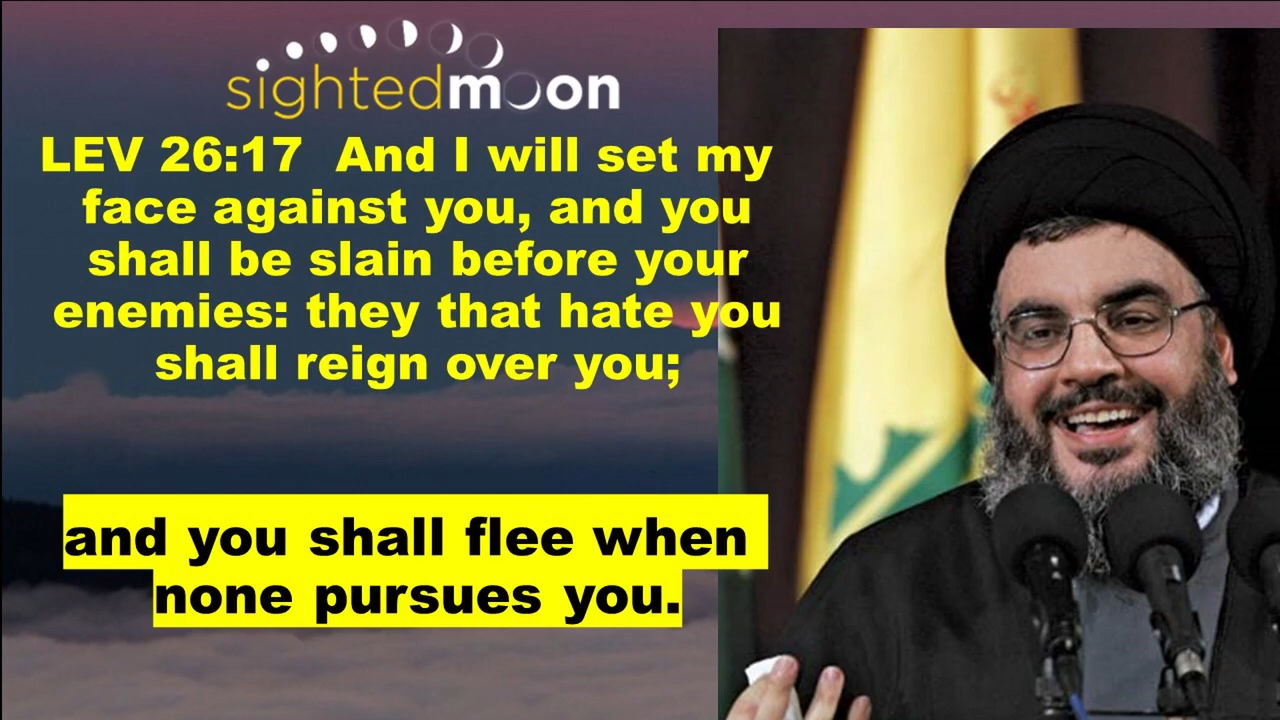 sightedmoon
LEV 26:17 And I will set my
face against you, and you
shall be slain before your
enemies: they that hate you
shall reign over you;
and you shall flee when
none pursues you.